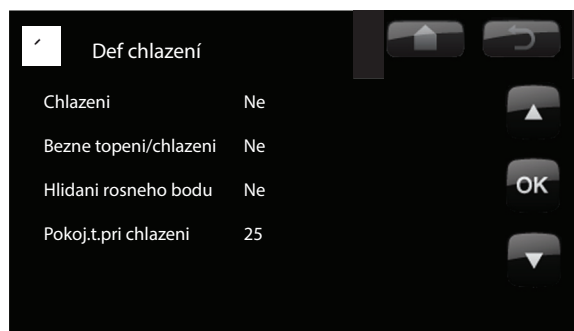 Def chlazení
Chlazeni Ne
Bezne topeni/chlazeni Ne
Hlidani rosneho bodu Ne
OK
Pokoj.t.pri chlazeni 25